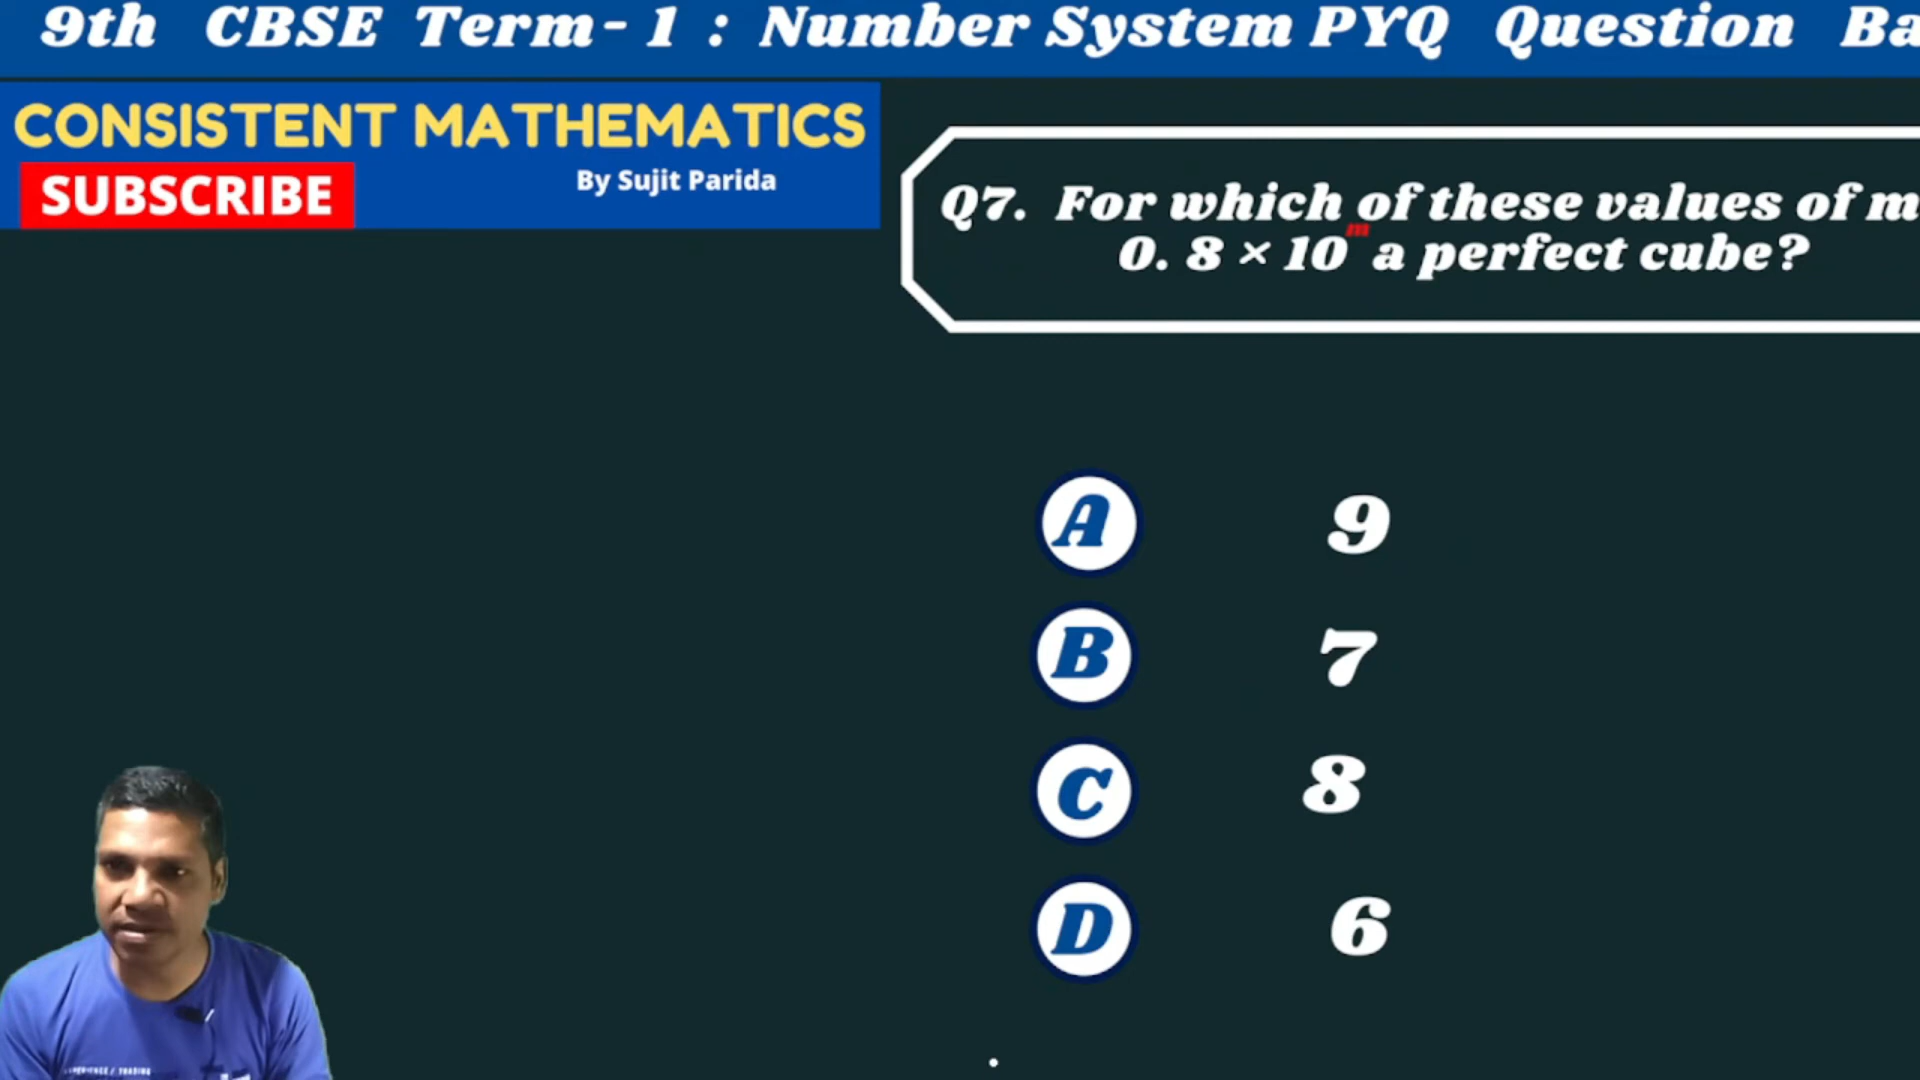 9th CBSE Term- 1 : Number System PYQ Question Ba
CONSISTENT MATHEMATICS
SUBSCRIBE
By Sujit Parida
Q7. For which of these values of m
0. 8 × 10^m a perfect cube?
A 9
B 7
C 8
D 6